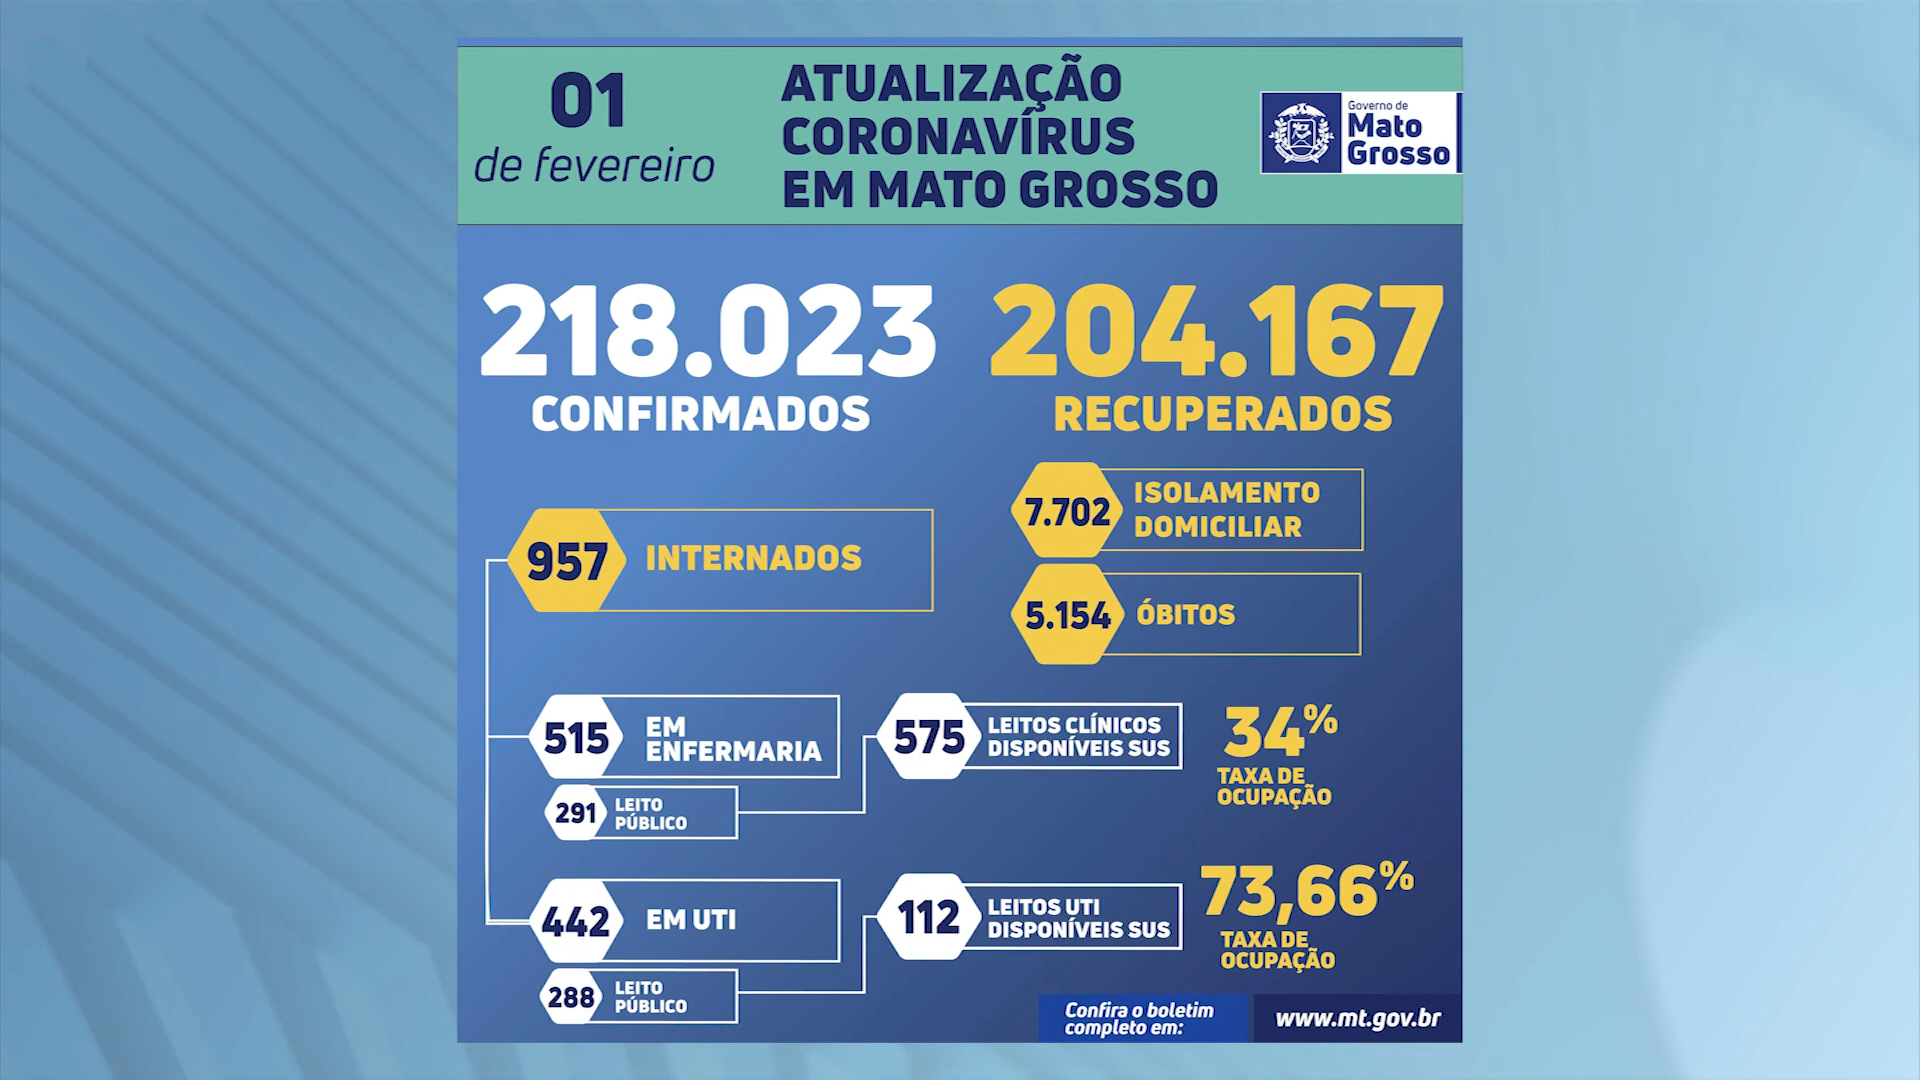 01
de fevereiro
ATUALIZAÇÃO
CORONAVÍRUS
EM MATO GROSSO
Governo de
Mato
Grosso
218.023
CONFIRMADOS
204.167
RECUPERADOS
957
INTERNADOS
7.702
ISOLAMENTO
DOMICILIAR
5.154
ÓBITOS
515
EM
ENFERMARIA
291
LEITO
PÚBLICO
575
LEITOS CLÍNICOS
DISPONÍVEIS SUS
34%
TAXA DE
OCUPAÇÃO
442
EM UTI
288
LEITO
PÚBLICO
112
LEITOS UTI
DISPONÍVEIS SUS
73,66%
TAXA DE
OCUPAÇÃO
Confira o boletim
completo em:
www.mt.gov.br